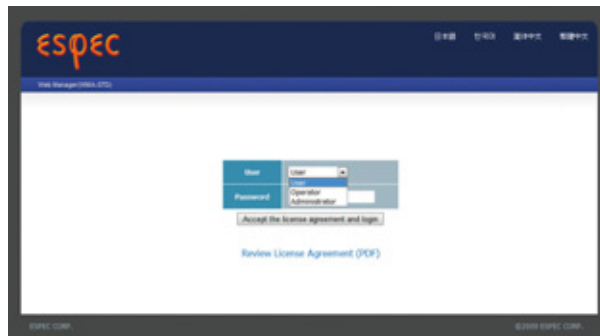 ESPEC
日本語 한국어 简体中文 繁體中文
Web Manager(
User User
User
Operator
Administrator
Password
Accept the license agreement and login
Review License Agreement (PDF)
ESPEC CORP. ©2009 ESPEC CORP.